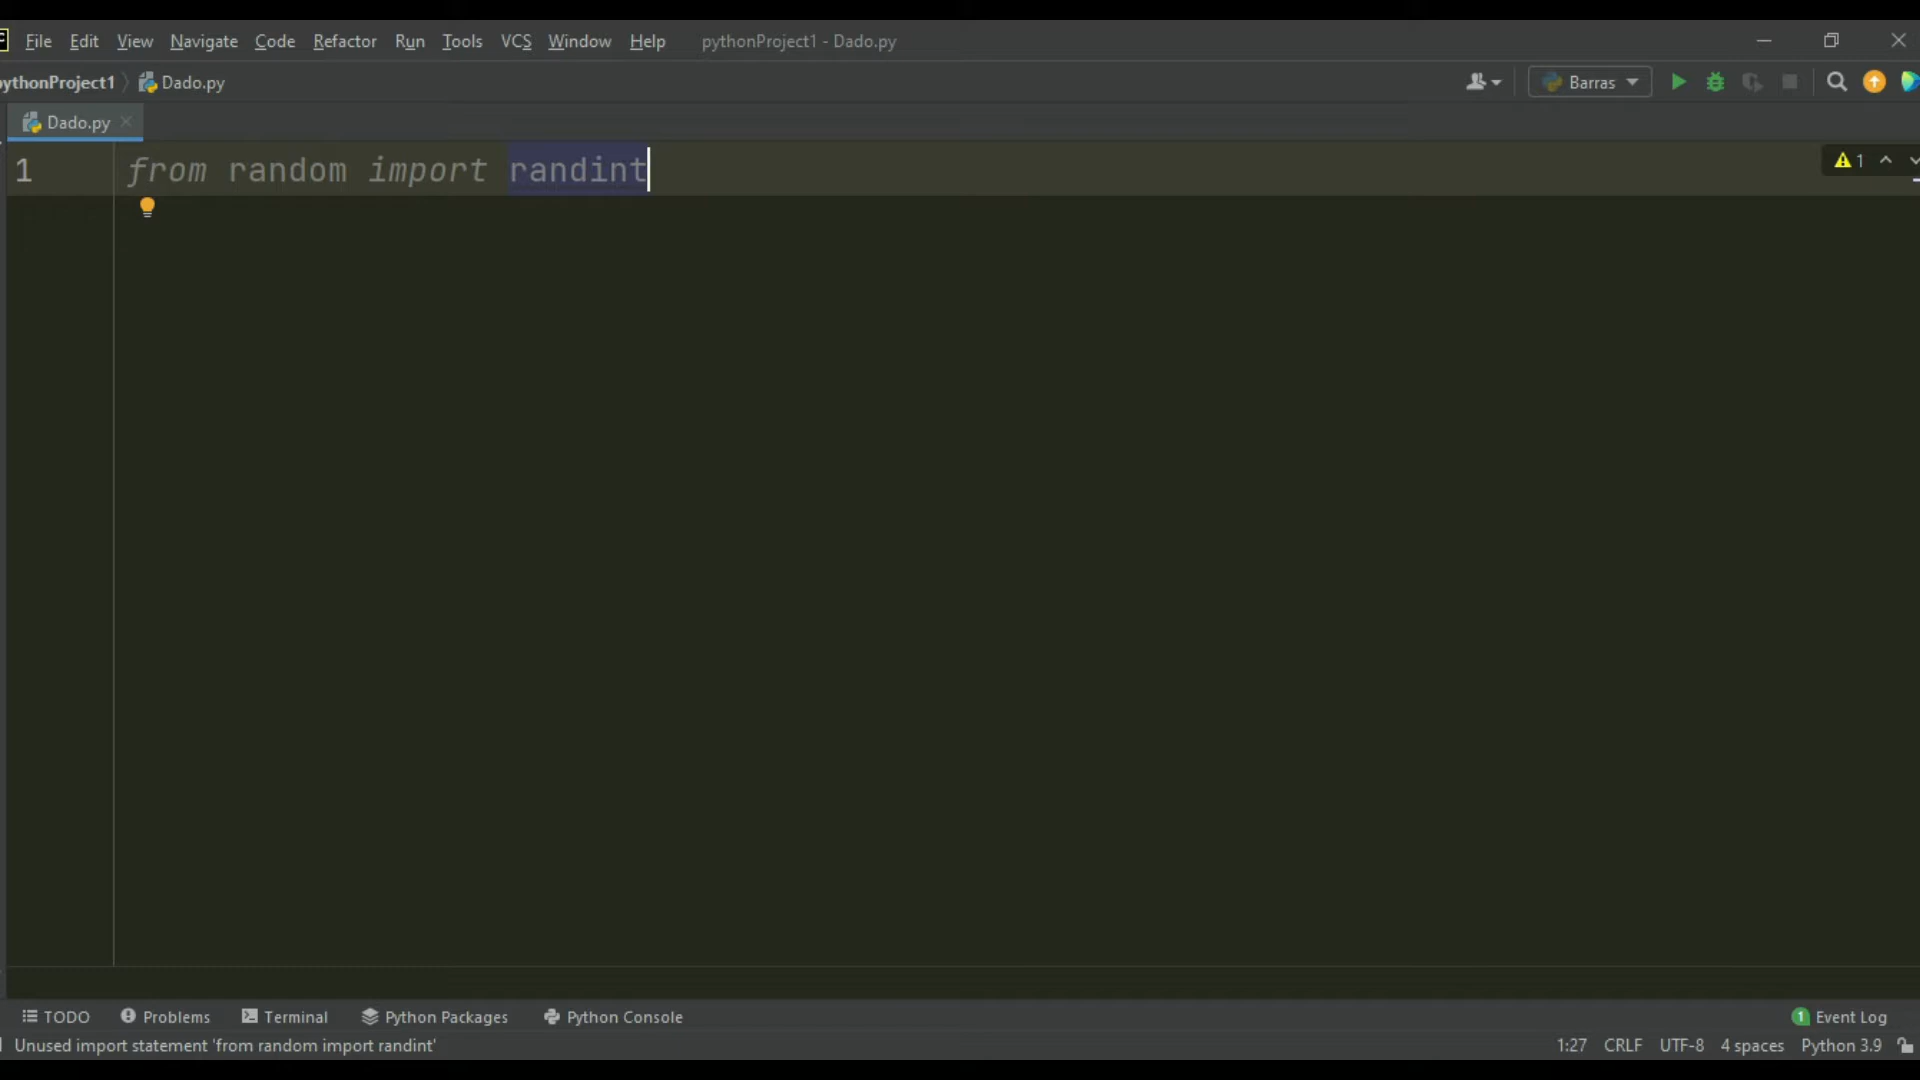 File Edit View Navigate Code Refactor Run Tools VCS Window Help pythonProject1 - Dado.py
ythonProject1 Dado.py Barras
Dado.py
1 from random import randint
1
TODO Problems Terminal Python Packages Python Console 1 Event Log
Unused import statement 'from random import randint' 1:27 CRLF UTF-8 4 spaces Python 3.9